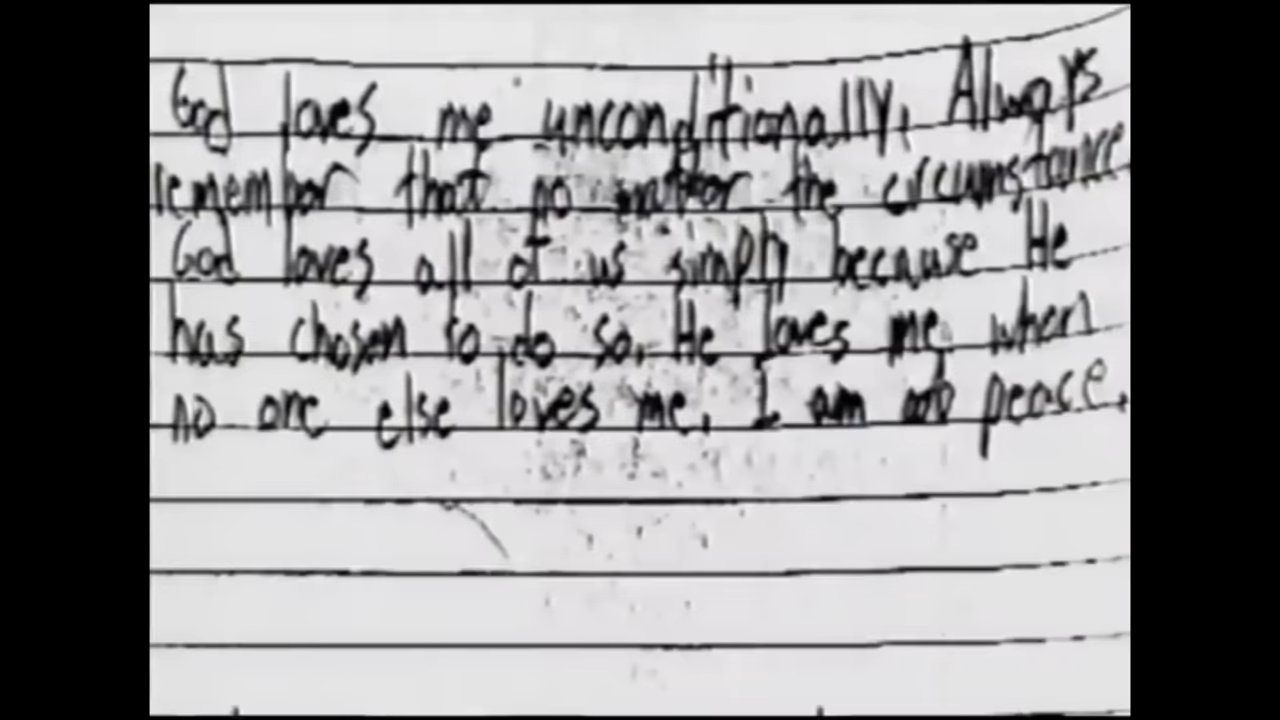 God loves me unconditionally. Always
remember that no matter the circumstance
God loves all of us simply because He
has chosen to do so. He loves me when
no one else loves me. I am peace.